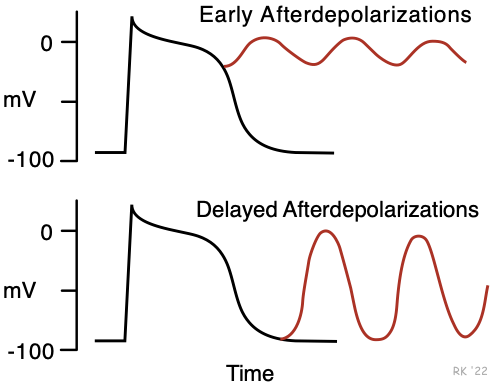 Early Afterdepolarizations
0
mV
-100
Delayed Afterdepolarizations
0
mV
-100
Time
RK '22